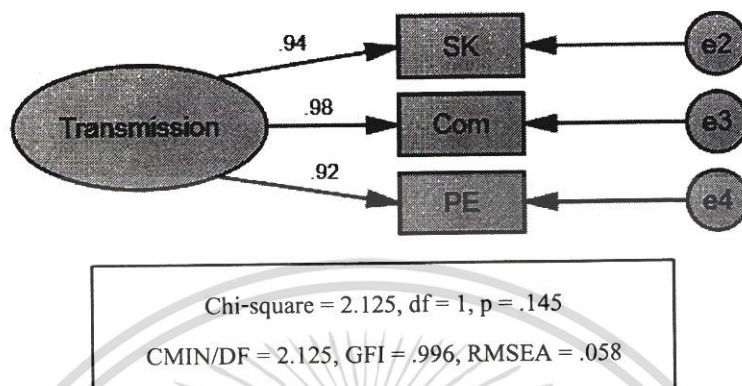 .94
SK
e2
Transmission
.98
Com
e3
.92
PE
e4
Chi-square = 2.125, df = 1, p = .145
CMIN/DF = 2.125, GFI = .996, RMSEA = .058